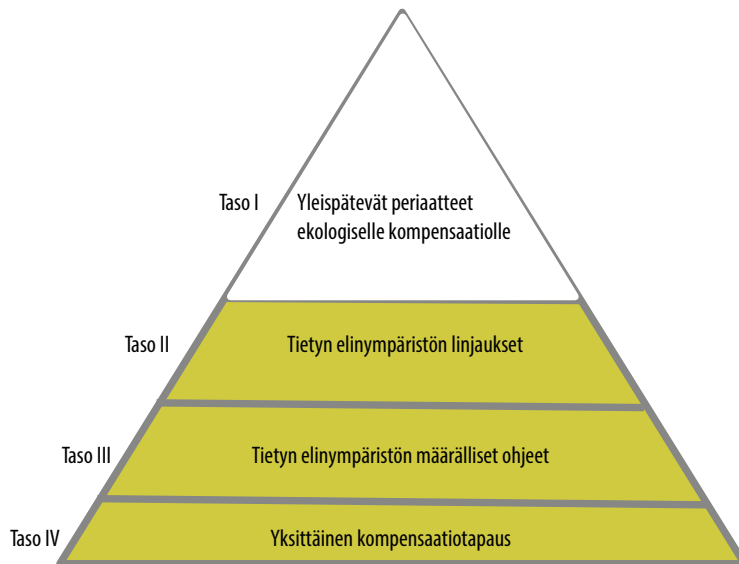 Taso I
Yleispätevät periaatteet
ekologiselle kompensaatiolle
Taso II
Tietyn elinympäristön linjaukset
Taso III
Tietyn elinympäristön määrälliset ohjeet
Taso IV
Yksittäinen kompensaatiotapaus